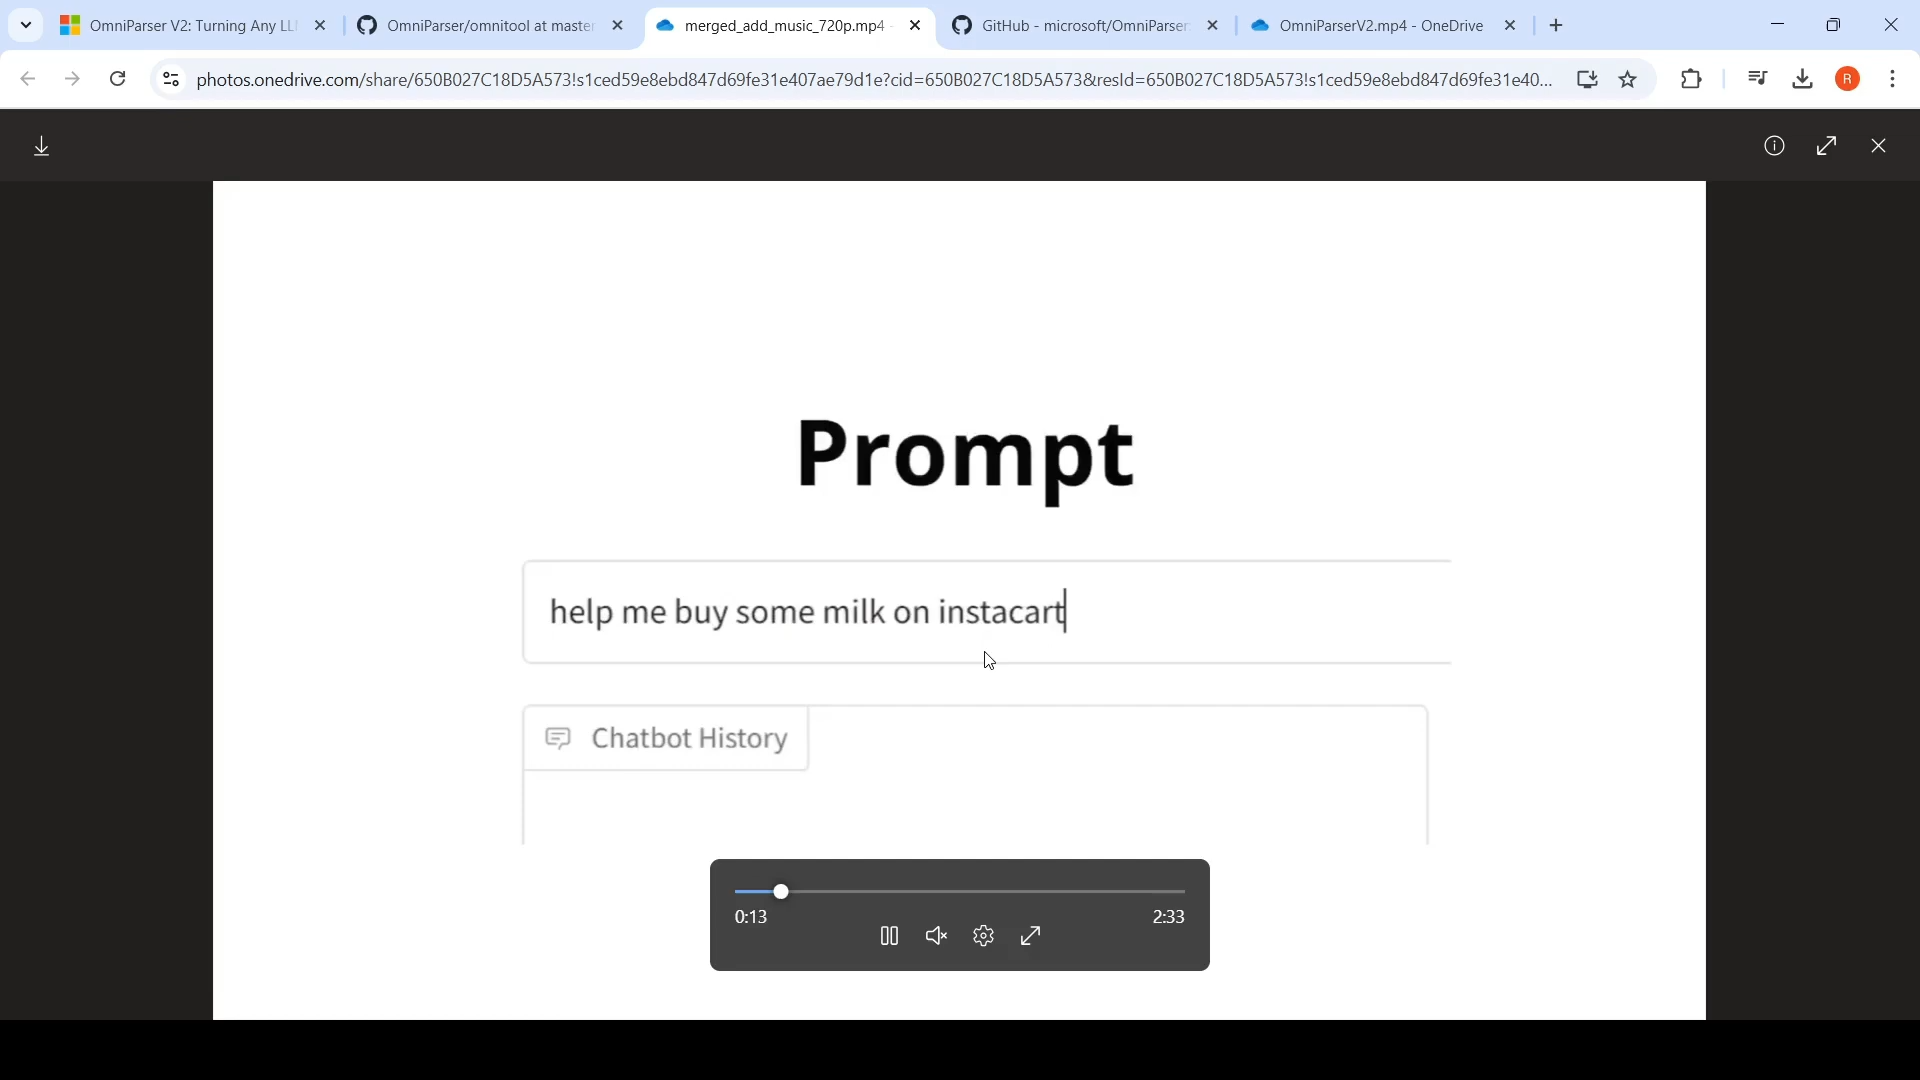 OmniParser V2: Turning Any LL
OmniParser/omnitool at master
merged_add_music_720p.mp4 -
GitHub - microsoft/OmniParser:
OmniParserV2.mp4 - OneDrive
photos.onedrive.com/share/650B027C18D5A573!s1ced59e8ebd847d69fe31e407ae79d1e?cid=650B027C18D5A573&resId=650B027C18D5A573!s1ced59e8ebd847d69fe31e40...
R
Prompt
help me buy some milk on instacart
Chatbot History
0:13
2:33